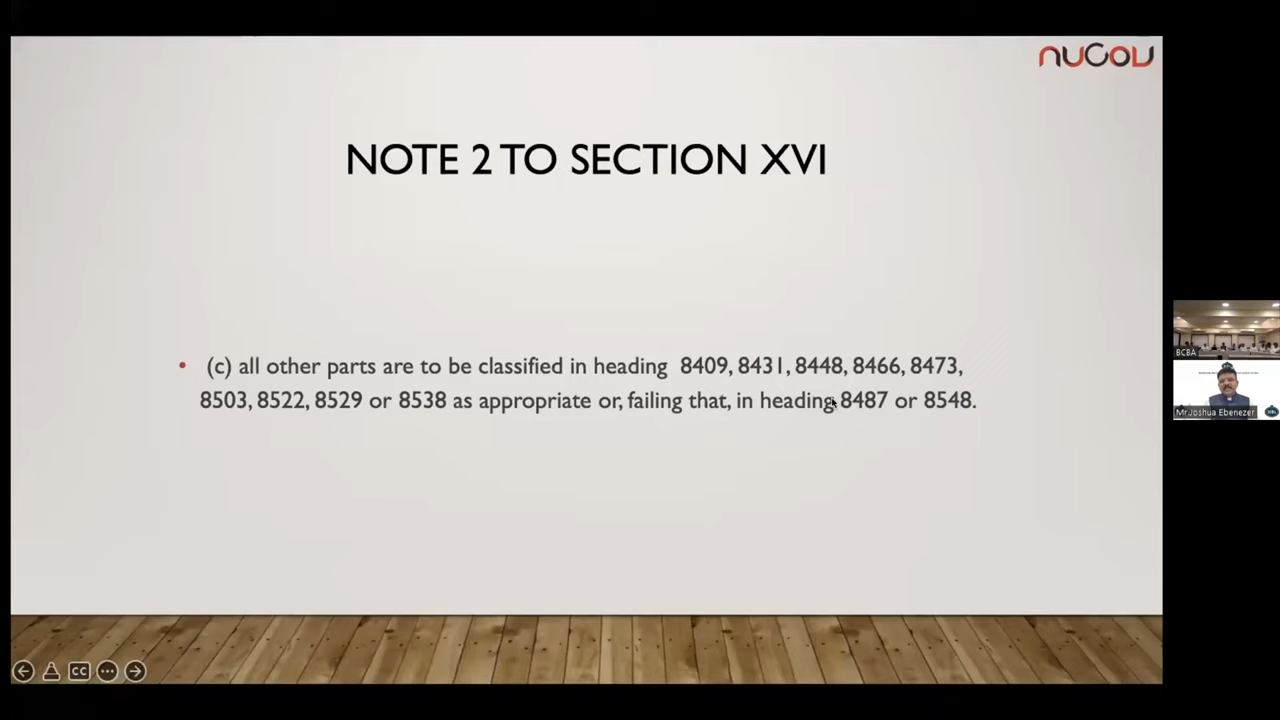 nuGov
NOTE 2 TO SECTION XVI
• (c) all other parts are to be classified in heading 8409, 8431, 8448, 8466, 8473,
8503, 8522, 8529 or 8538 as appropriate or, failing that, in heading 8487 or 8548.
BCBA
Mr.Joshua Ebenezer
CC